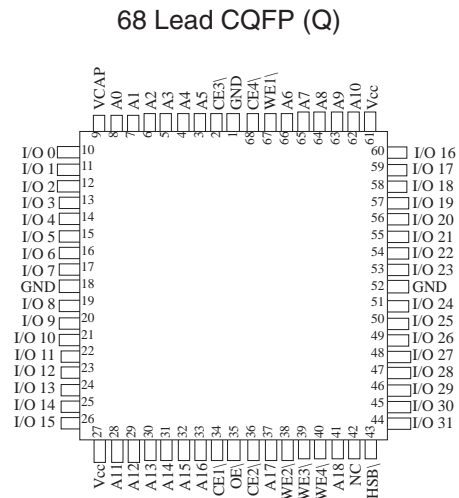 68 Lead CQFP (Q)
VCAP A0 A1 A2 A3 A4 A5 CE3\ GND CE4\ WE1\ A6 A7 A8 A9 A10 Vcc
9 8 7 6 5 4 3 2 1 68 67 66 65 64 63 62 61
I/O 0 10 60 I/O 16
I/O 1 11 59 I/O 17
I/O 2 12 58 I/O 18
I/O 3 13 57 I/O 19
I/O 4 14 56 I/O 20
I/O 5 15 55 I/O 21
I/O 6 16 54 I/O 22
I/O 7 17 53 I/O 23
GND 18 52 GND
I/O 8 19 51 I/O 24
I/O 9 20 50 I/O 25
I/O 10 21 49 I/O 26
I/O 11 22 48 I/O 27
I/O 12 23 47 I/O 28
I/O 13 24 46 I/O 29
I/O 14 25 45 I/O 30
I/O 15 26 44 I/O 31
27 28 29 30 31 32 33 34 35 36 37 38 39 40 41 42 43
Vcc A11 A12 A13 A14 A15 A16 CE1\ OE\ CE2\ A17 WE2\ WE3\ WE4\ A18 NC HSB\